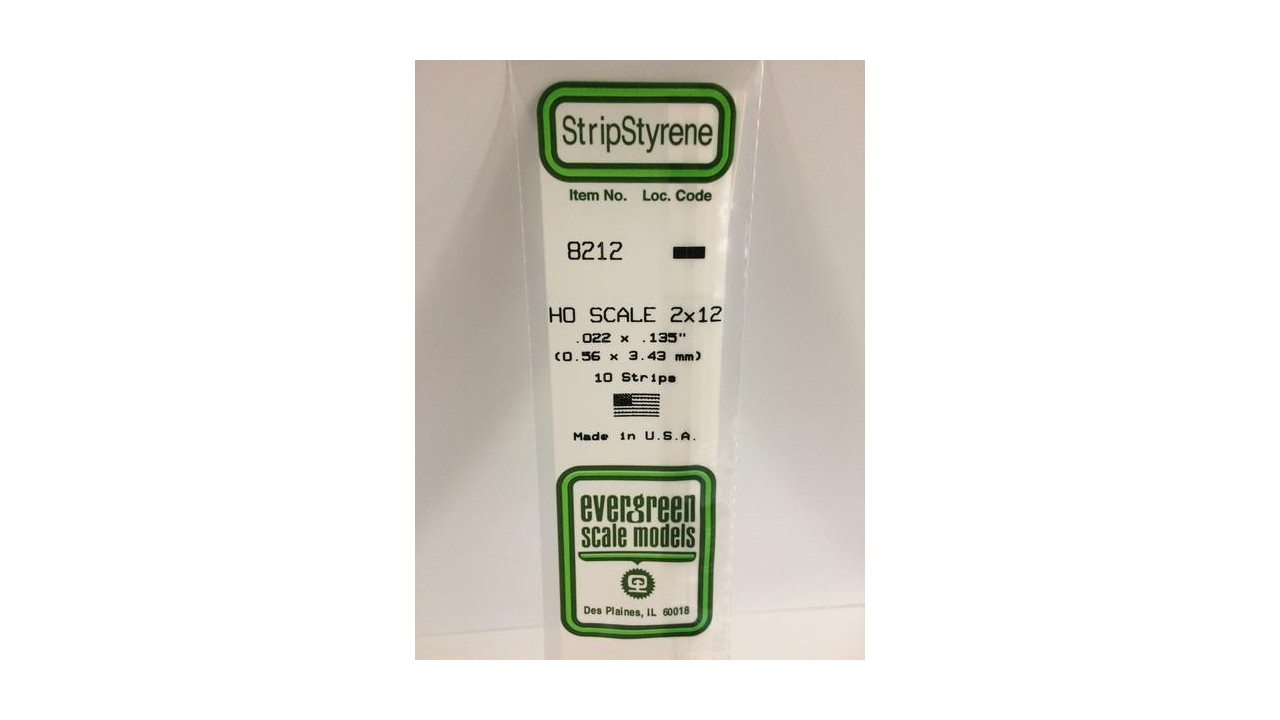 StripStyrene
Item No. Loc. Code
8212
HO SCALE 2x12
.022 x .135"
(0.56 x 3.43 mm)
10 Strips
Made in U.S.A.
evergreen
scale models
Des Plaines, IL 60018